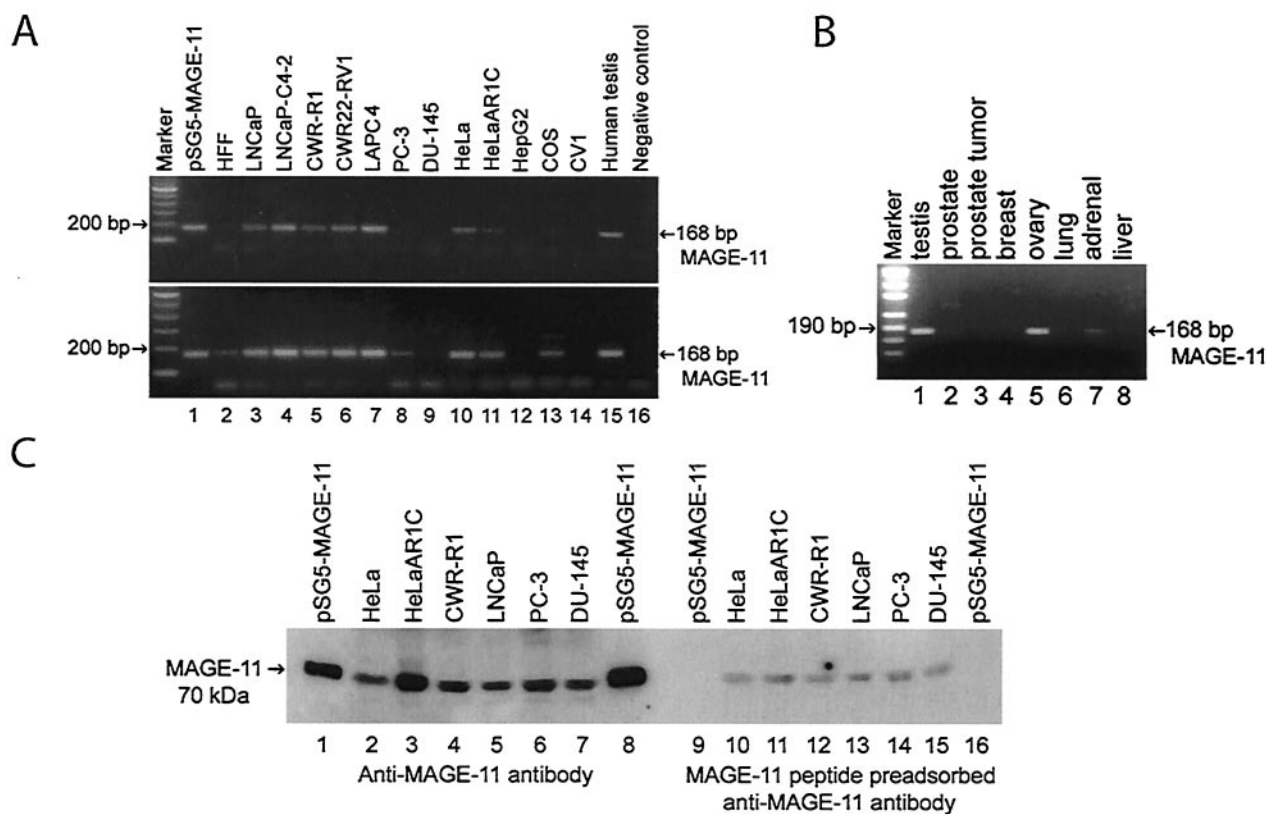 A
Marker
pSG5-MAGE-11
HFF
LNCaP
LNCaP-C4-2
CWR-R1
CWR22-RV1
LAPC4
PC-3
DU-145
HeLa
HeLaAR1C
HepG2
COS
CV1
Human testis
Negative control
200 bp→
←168 bp
MAGE-11
200 bp→
←168 bp
MAGE-11
1 2 3 4 5 6 7 8 9 10 11 12 13 14 15 16
B
Marker
testis
prostate
prostate tumor
breast
ovary
lung
adrenal
liver
190 bp→
←168 bp
MAGE-11
1 2 3 4 5 6 7 8
C
pSG5-MAGE-11
HeLa
HeLaAR1C
CWR-R1
LNCaP
PC-3
DU-145
pSG5-MAGE-11
pSG5-MAGE-11
HeLa
HeLaAR1C
CWR-R1
LNCaP
PC-3
DU-145
pSG5-MAGE-11
MAGE-11 →
70 kDa
1 2 3 4 5 6 7 8 9 10 11 12 13 14 15 16
Anti-MAGE-11 antibody
MAGE-11 peptide preadsorbed
anti-MAGE-11 antibody